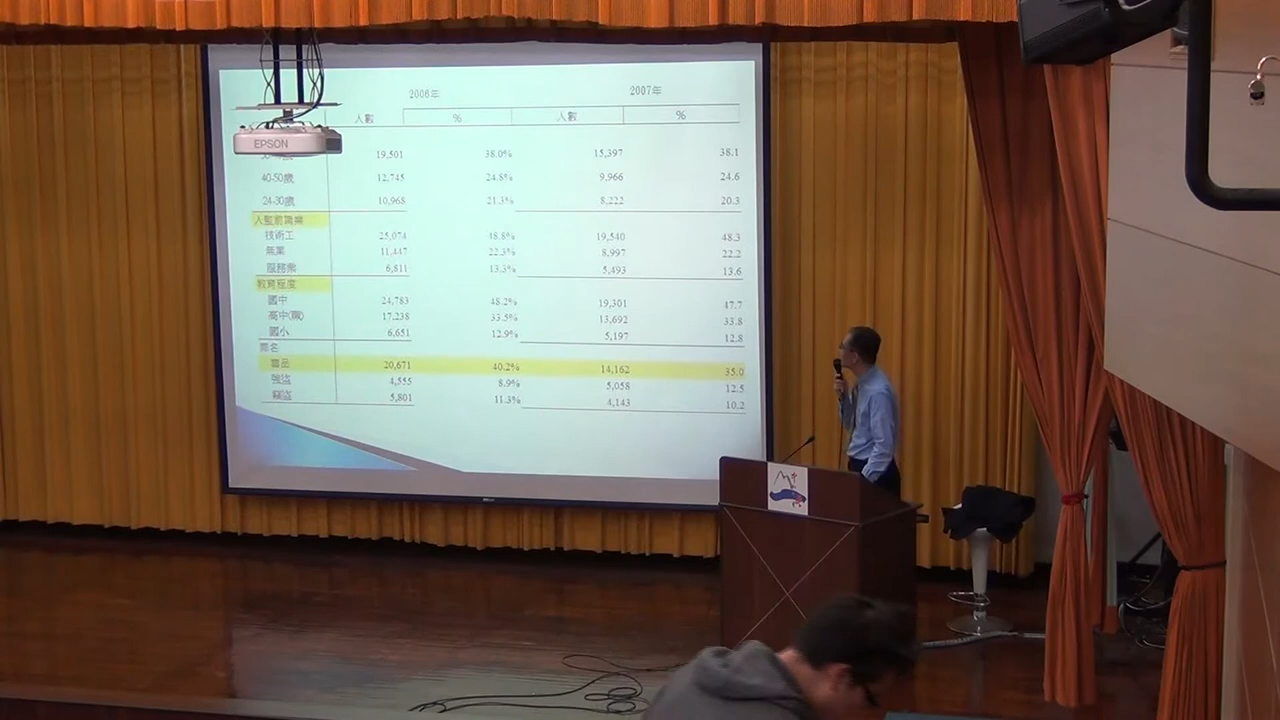 2006年 2007年
人數 % 人數 %
EPSON
19,501 38.0% 15,397 38.1
40-50歲 12,745 24.8% 9,966 24.6
24-30歲 10,968 21.3% 8,222 20.3
入監前職業
技術工 25,074 48.8% 19,540 48.3
無業 11,447 22.3% 8,997 22.2
服務業 6,811 13.3% 5,493 13.6
教育程度
國中 24,783 48.2% 19,301 47.7
高中(職) 17,238 33.5% 13,692 33.8
國小 6,651 12.9% 5,197 12.8
罪名
毒品 20,671 40.2% 14,162 35.0
強盜 4,555 8.9% 5,058 12.5
竊盜 5,801 11.3% 4,143 10.2